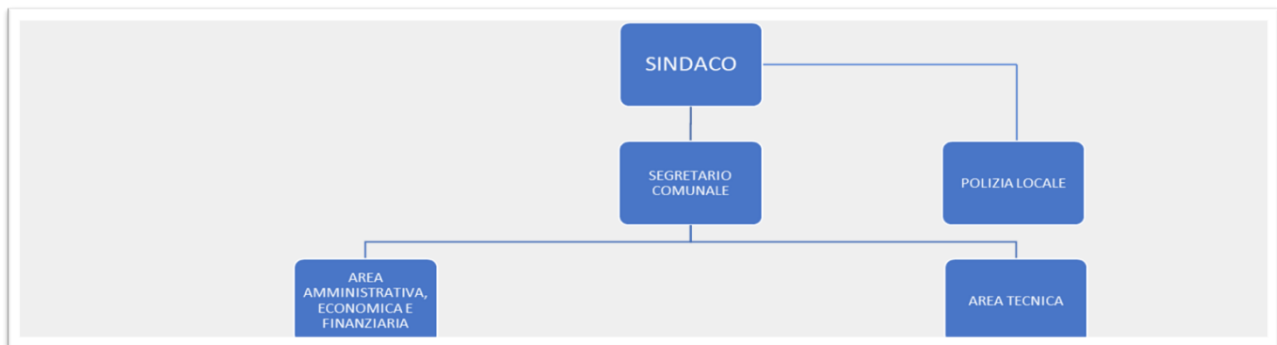 SINDACO
SEGRETARIO
COMUNALE
POLIZIA LOCALE
AREA
AMMINISTRATIVA,
ECONOMICA E
FINANZIARIA
AREA TECNICA